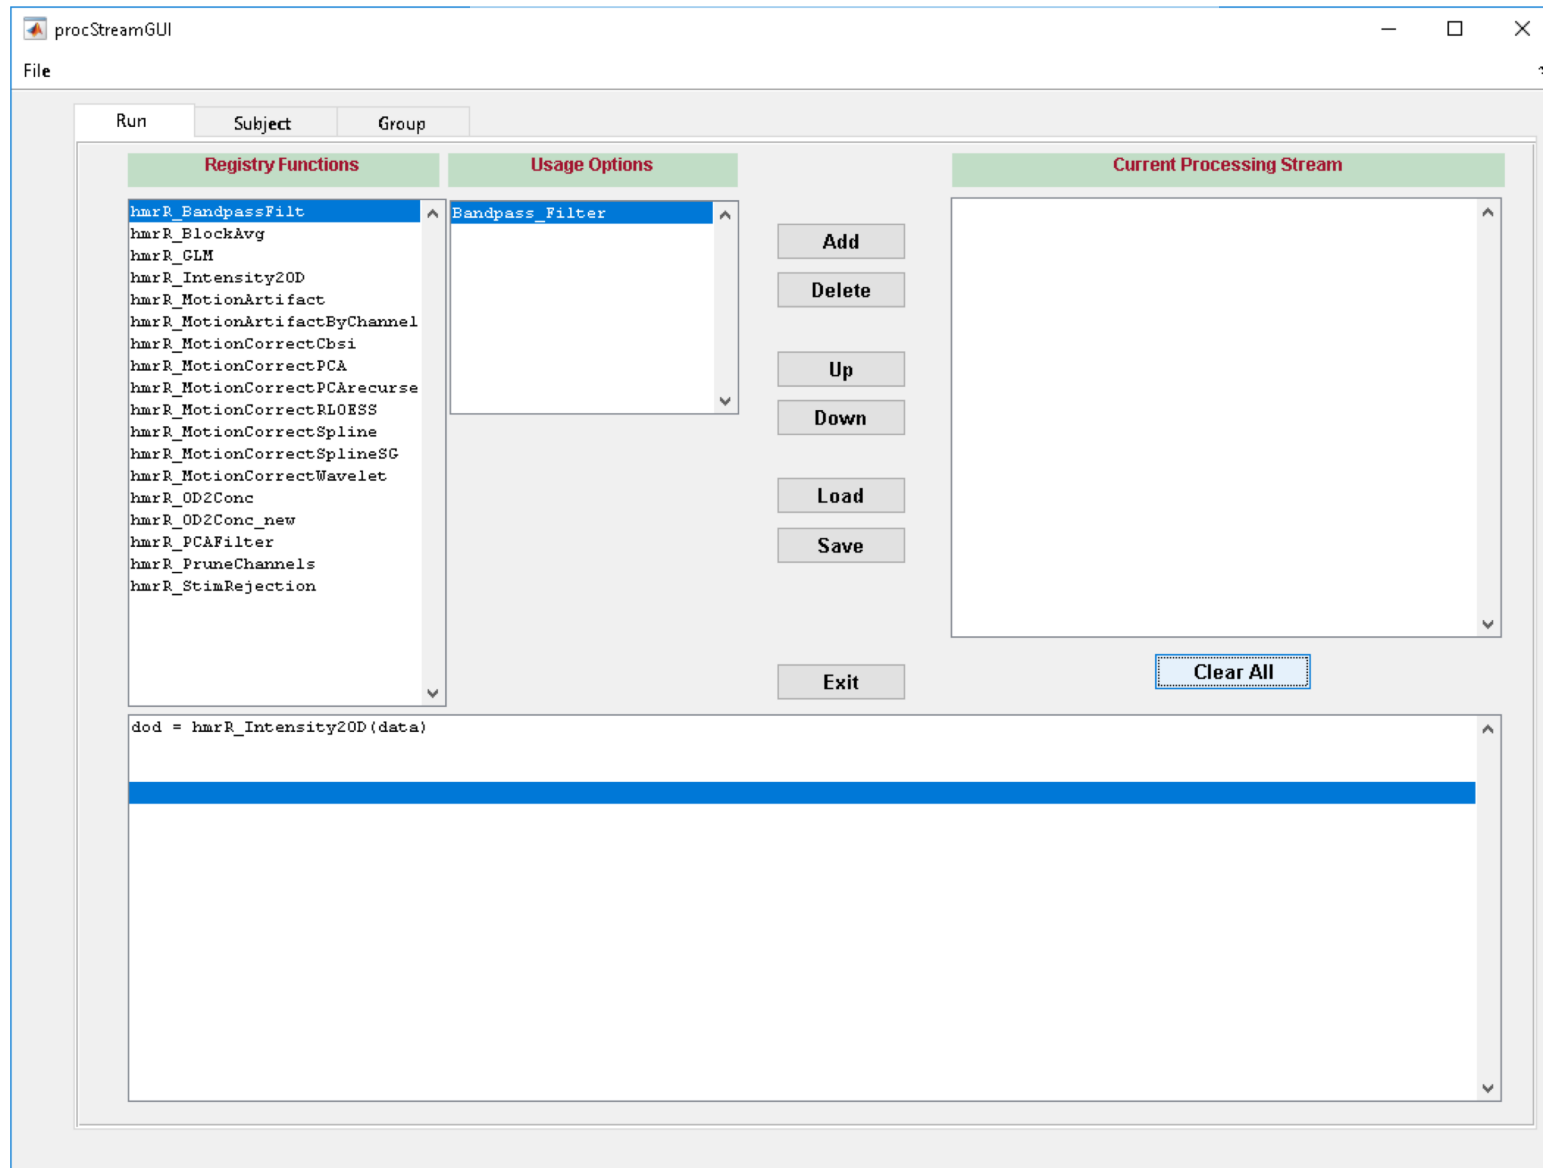 procStreamGUI
File
Run
Subject
Group
Registry Functions
Usage Options
Current Processing Stream
hmrR_BandpassFilt
hmrR_BlockAvg
hmrR_GLM
hmrR_Intensity2OD
hmrR_MotionArtifact
hmrR_MotionArtifactByChannel
hmrR_MotionCorrectCbsi
hmrR_MotionCorrectPCA
hmrR_MotionCorrectPCArecurse
hmrR_MotionCorrectRLOESS
hmrR_MotionCorrectSpline
hmrR_MotionCorrectSplineSG
hmrR_MotionCorrectWavelet
hmrR_OD2Conc
hmrR_OD2Conc_new
hmrR_PCAFilter
hmrR_PruneChannels
hmrR_StimRejection
Bandpass_Filter
Add
Delete
Up
Down
Load
Save
Exit
Clear All
dod = hmrR_Intensity2OD(data)